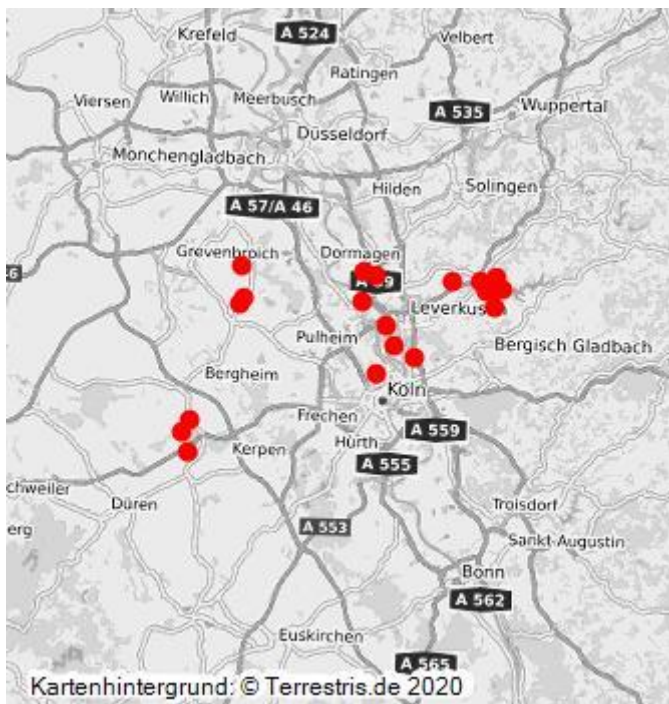 Krefeld
A 524
Velbert
Ratingen
Viersen
Willich
Meerbusch
A 535
Wuppertal
Düsseldorf
Mönchengladbach
Hilden
Solingen
A 57/A 46
Grevenbroich
Dormagen
Leverkus
Pulheim
Bergisch Gladbach
Bergheim
Köln
Frechen
A 559
Kerpen
Hürth
A 555
chweiler
Düren
Troisdorf
erg
A 553
Sankt-Augustin
Bonn
A 562
Euskirchen
A 565
Kartenhintergrund: © Terrestris.de 2020